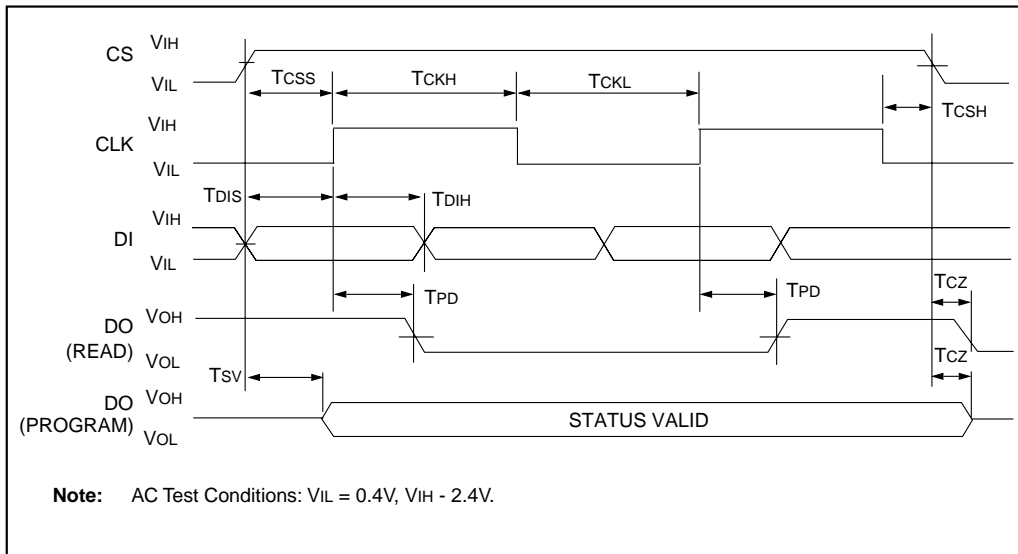 CS
VIH
VIL
TCSS
TCKH
TCKL
TCSH
CLK
VIH
VIL
TDIS
TDIH
DI
VIH
VIL
TPD
TPD
TCZ
DO
(READ)
VOH
VOL
TCZ
TSV
DO
(PROGRAM)
VOH
VOL
STATUS VALID
Note: AC Test Conditions: VIL = 0.4V, VIH - 2.4V.